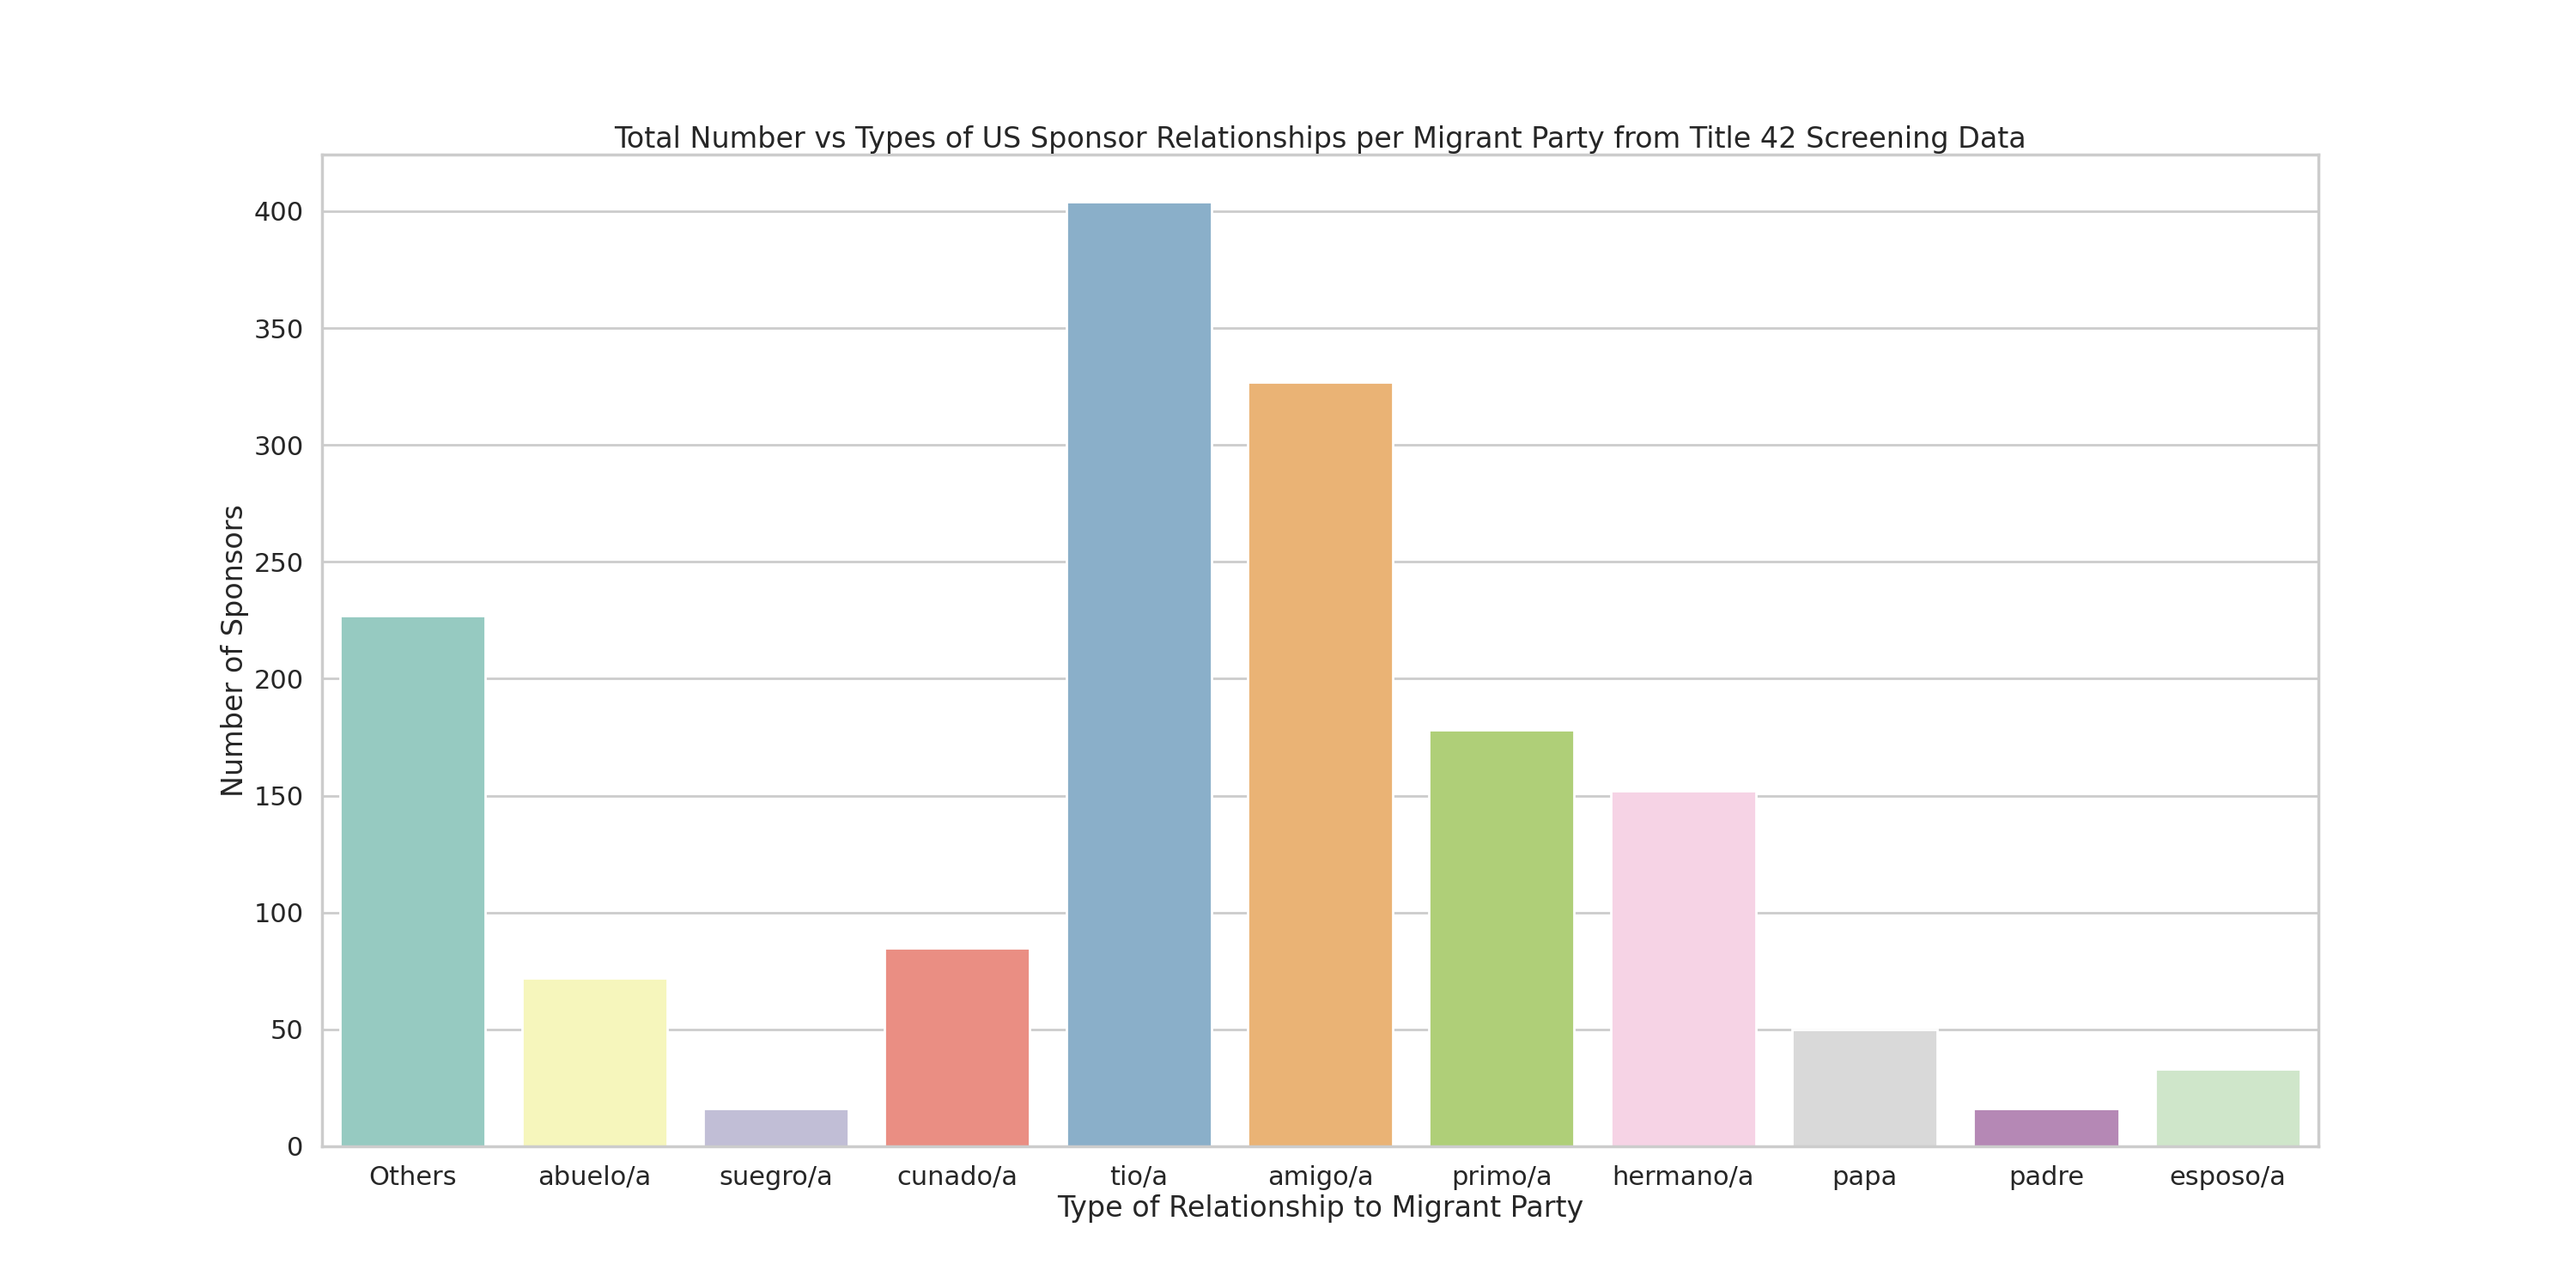 Total Number vs Types of US Sponsor Relationships per Migrant Party from Title 42 Screening Data
Number of Sponsors
400
350
300
250
200
150
100
50
0
Others abuelo/a suegro/a cunado/a tio/a amigo/a primo/a hermano/a papa padre esposo/a
Type of Relationship to Migrant Party